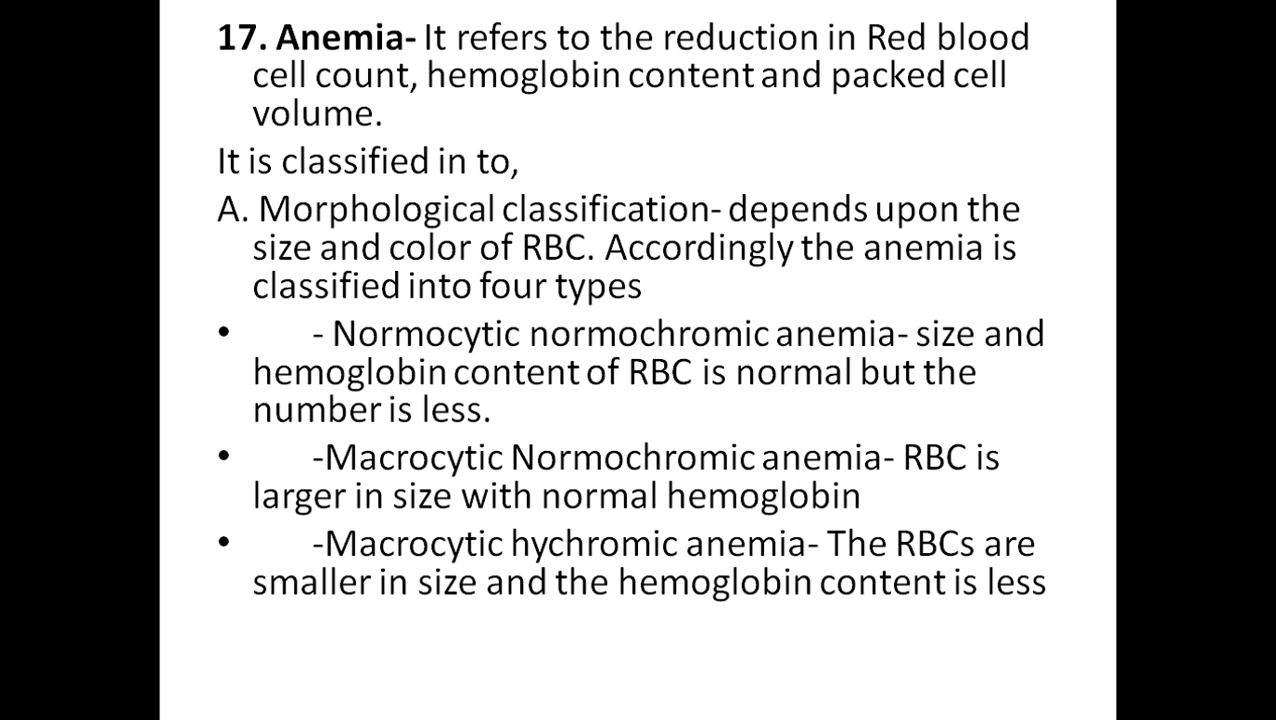 17. Anemia- It refers to the reduction in Red blood
cell count, hemoglobin content and packed cell
volume.
It is classified in to,
A. Morphological classification- depends upon the
size and color of RBC. Accordingly the anemia is
classified into four types
• - Normocytic normochromic anemia- size and
hemoglobin content of RBC is normal but the
number is less.
• -Macrocytic Normochromic anemia- RBC is
larger in size with normal hemoglobin
• -Macrocytic hychromic anemia- The RBCs are
smaller in size and the hemoglobin content is less